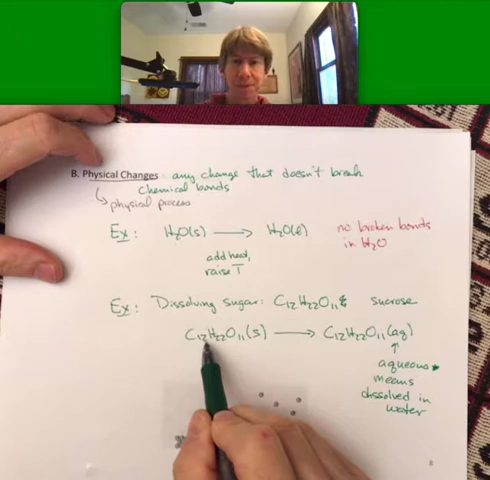 B. Physical Changes: any change that doesn't break
chemical bonds
↳ physical process
Ex: H2O(s) → H2O(l) no broken bonds
in H2O
add heat,
raise T
Ex: Dissolving sugar: C12H22O11 sucrose
C12H22O11(s) → C12H22O11(aq)
↑
aqueous
means
dissolved in
water
8